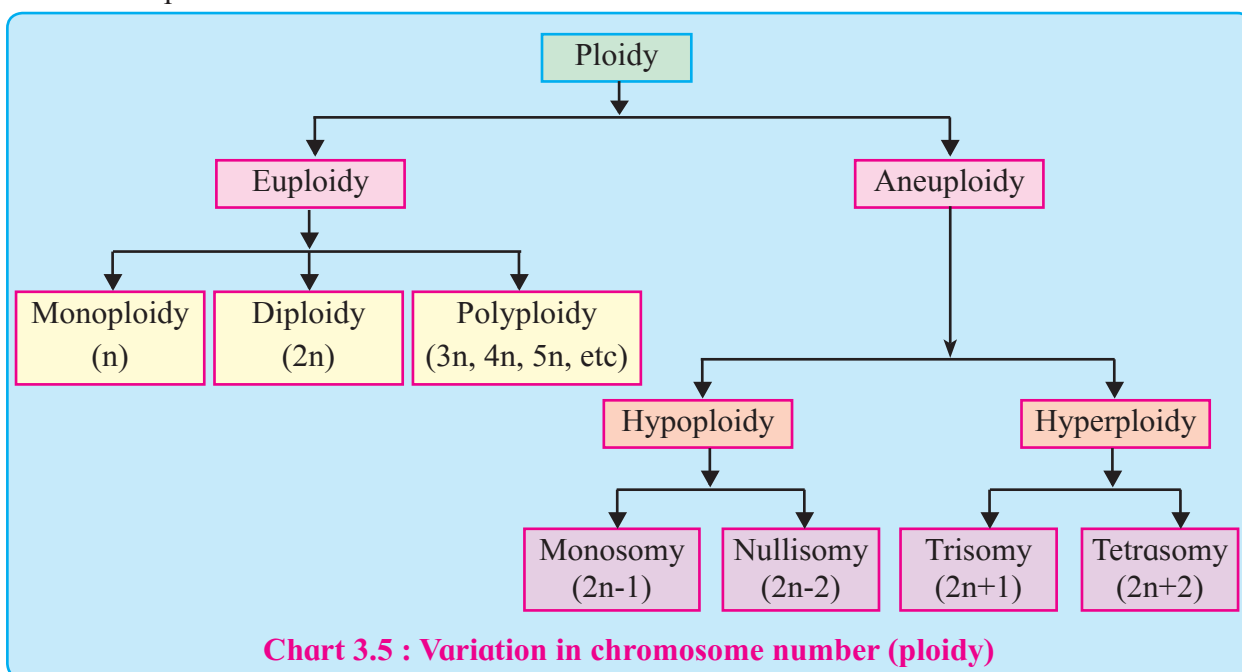 Ploidy
Euploidy
Aneuploidy
Monoploidy
(n)
Diploidy
(2n)
Polyploidy
(3n, 4n, 5n, etc)
Hypoploidy
Hyperploidy
Monosomy
(2n-1)
Nullisomy
(2n-2)
Trisomy
(2n+1)
Tetrasomy
(2n+2)
Chart 3.5 : Variation in chromosome number (ploidy)